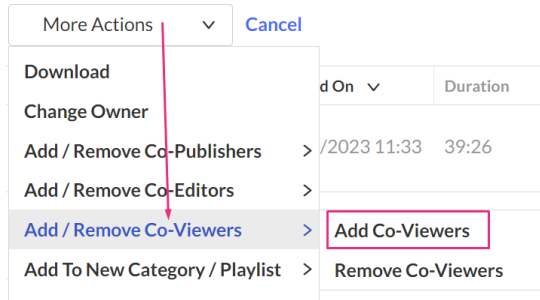 More Actions Cancel
Download
Change Owner
d On Duration
Add / Remove Co-Publishers
/2023 11:33 39:26
Add / Remove Co-Editors
Add / Remove Co-Viewers
Add Co-Viewers
Add To New Category / Playlist
Remove Co-Viewers